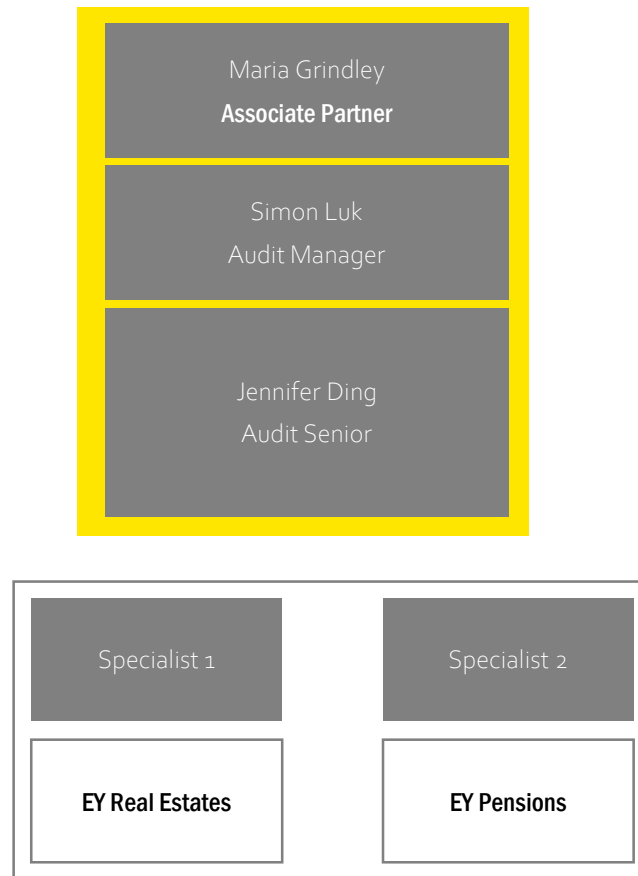 Maria Grindley
Associate Partner
Simon Luk
Audit Manager
Jennifer Ding
Audit Senior
Specialist 1
Specialist 2
EY Real Estates
EY Pensions